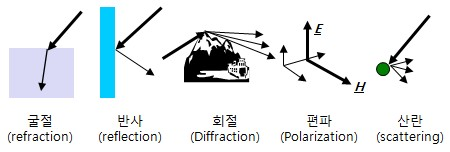 E
H
굴절 반사 회절 편파 산란
(refraction) (reflection) (Diffraction) (Polarization) (scattering)